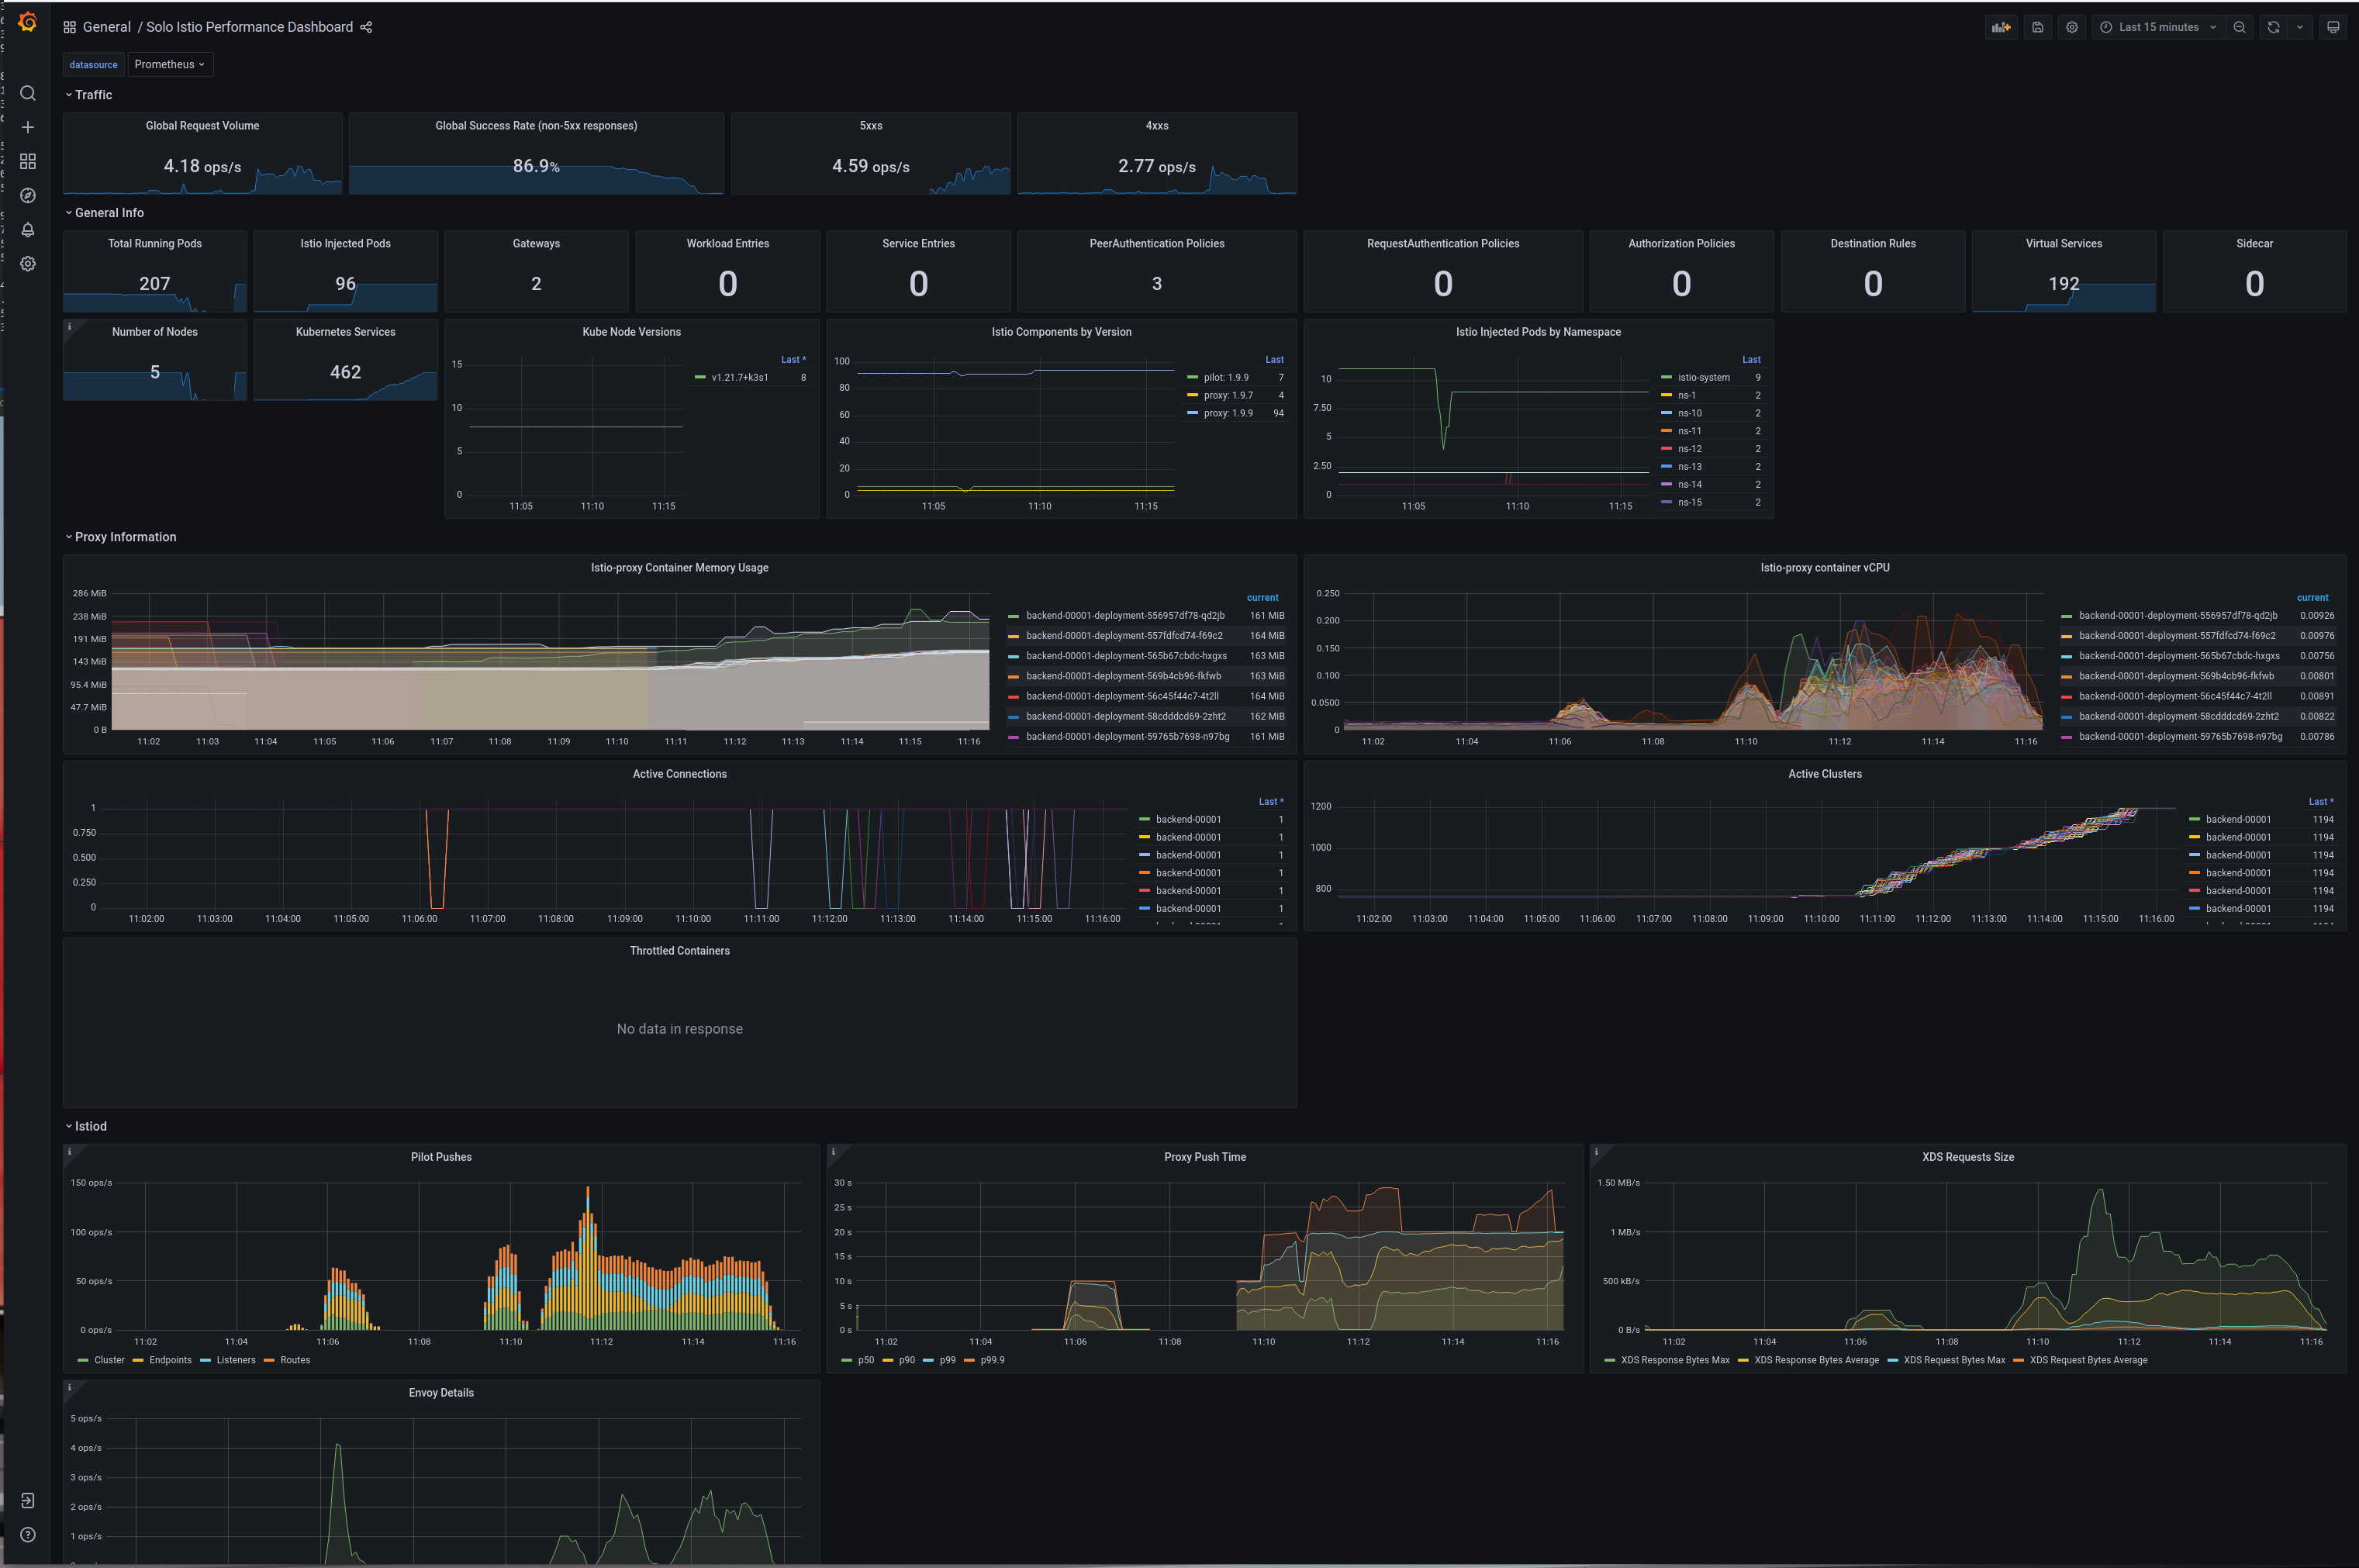 General / Solo Istio Performance Dashboard
Last 15 minutes
datasource Prometheus
Traffic
Global Request Volume
4.18 ops/s
Global Success Rate (non-5xx responses)
86.9%
5xxs
4.59 ops/s
4xxs
2.77 ops/s
General Info
Total Running Pods
207
Istio Injected Pods
96
Gateways
2
Workload Entries
0
Service Entries
0
PeerAuthentication Policies
3
RequestAuthentication Policies
0
Authorization Policies
0
Destination Rules
0
Virtual Services
192
Sidecar
0
Number of Nodes
5
Kubernetes Services
462
Kube Node Versions
15
10
5
0
11:05 11:10 11:15
Last *
v1.21.7+k3s1 8
Istio Components by Version
100
80
60
40
20
0
11:05 11:10 11:15
Last
pilot: 1.9.9 7
proxy: 1.9.7 4
proxy: 1.9.9 94
Istio Injected Pods by Namespace
10
7.50
5
2.50
0
11:05 11:10 11:15
Last
istio-system 9
ns-1 2
ns-10 2
ns-11 2
ns-12 2
ns-13 2
ns-14 2
ns-15 2
Proxy Information
Istio-proxy Container Memory Usage
286 MiB
238 MiB
191 MiB
143 MiB
95.4 MiB
47.7 MiB
0 B
11:02 11:03 11:04 11:05 11:06 11:07 11:08 11:09 11:10 11:11 11:12 11:13 11:14 11:15 11:16
current
backend-00001-deployment-556957df78-qd2jb 161 MiB
backend-00001-deployment-557fdfcd74-f69c2 164 MiB
backend-00001-deployment-565b67cbdc-hxgxs 163 MiB
backend-00001-deployment-569b4cb96-fkfwb 163 MiB
backend-00001-deployment-56c45f44c7-4t2ll 164 MiB
backend-00001-deployment-58cdddcd69-2zht2 162 MiB
backend-00001-deployment-59765b7698-n97bg 161 MiB
Istio-proxy container vCPU
0.250
0.200
0.150
0.100
0.0500
0
11:02 11:04 11:06 11:08 11:10 11:12 11:14 11:16
current
backend-00001-deployment-556957df78-qd2jb 0.00926
backend-00001-deployment-557fdfcd74-f69c2 0.00976
backend-00001-deployment-565b67cbdc-hxgxs 0.00756
backend-00001-deployment-569b4cb96-fkfwb 0.00801
backend-00001-deployment-56c45f44c7-4t2ll 0.00891
backend-00001-deployment-58cdddcd69-2zht2 0.00822
backend-00001-deployment-59765b7698-n97bg 0.00786
Active Connections
1
0.750
0.500
0.250
0
11:02:00 11:03:00 11:04:00 11:05:00 11:06:00 11:07:00 11:08:00 11:09:00 11:10:00 11:11:00 11:12:00 11:13:00 11:14:00 11:15:00 11:16:00
Last *
backend-00001 1
backend-00001 1
backend-00001 1
backend-00001 1
backend-00001 1
backend-00001 1
Active Clusters
1200
1000
800
11:02:00 11:03:00 11:04:00 11:05:00 11:06:00 11:07:00 11:08:00 11:09:00 11:10:00 11:11:00 11:12:00 11:13:00 11:14:00 11:15:00 11:16:00
Last *
backend-00001 1194
backend-00001 1194
backend-00001 1194
backend-00001 1194
backend-00001 1194
backend-00001 1194
Throttled Containers
No data in response
Istiod
Pilot Pushes
150 ops/s
100 ops/s
50 ops/s
0 ops/s
11:02 11:04 11:06 11:08 11:10 11:12 11:14 11:16
Cluster Endpoints Listeners Routes
Proxy Push Time
30 s
25 s
20 s
15 s
10 s
5 s
0 s
11:02 11:04 11:06 11:08 11:10 11:12 11:14 11:16
p50 p90 p99 p99.9
XDS Requests Size
1.50 MB/s
1 MB/s
500 kB/s
0 B/s
11:02 11:04 11:06 11:08 11:10 11:12 11:14 11:16
XDS Response Bytes Max XDS Response Bytes Average XDS Request Bytes Max XDS Request Bytes Average
Envoy Details
5 ops/s
4 ops/s
3 ops/s
2 ops/s
1 ops/s